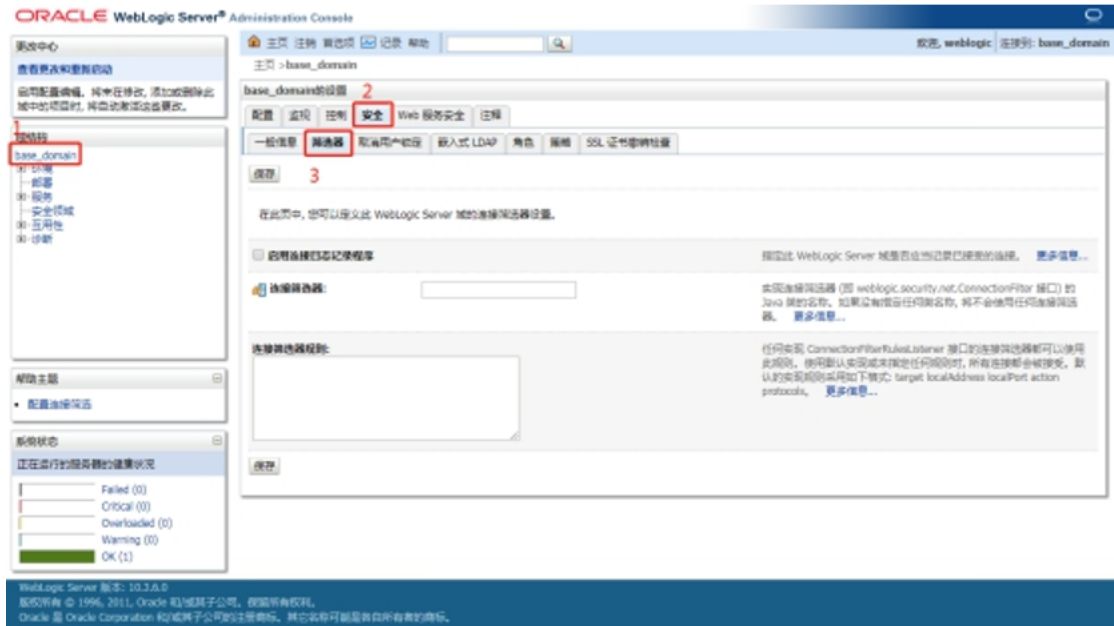 ORACLE WebLogic Server® Administration Console
更改中心
查看更改和重新启动
启用配置编辑。将来在修改, 添加或删除此
域中的项目时, 将自动激活这些更改。
1
域结构
base_domain
环境
部署
服务
安全领域
互用性
诊断
帮助主题
配置连接筛选
系统状态
正在运行的服务器的健康状况
Failed (0)
Critical (0)
Overloaded (0)
Warning (0)
OK (1)
主页 注销 首选项 记录 帮助
欢迎, weblogic 连接到: base_domain
主页 >base_domain
base_domain的设置
2
配置 监视 控制 安全 Web 服务安全 注释
一般信息 筛选器 取消用户锁定 嵌入式 LDAP 角色 策略 SSL 证书撤销检查
保存
3
在此页中, 您可以定义此 WebLogic Server 域的连接筛选器设置。
启用连接日志记录程序
指定此 WebLogic Server 域是否应当记录已接受的连接。 更多信息...
连接筛选器:
实现连接筛选器 (即 weblogic.security.net.ConnectionFilter 接口) 的
Java 类的名称。如果没有指定任何类名称, 将不会使用任何连接筛选
器。 更多信息...
连接筛选器规则:
任何实现 ConnectionFilterRulesListener 接口的连接筛选器都可以使用
此规则。使用默认实现或未指定任何规则时, 所有连接都会被接受。默
认的实现规则采用如下格式: target localAddress localPort action
protocols。 更多信息...
保存
WebLogic Server 版本: 10.3.6.0
版权所有 © 1996, 2011, Oracle 和/或其子公司。保留所有权利。
Oracle 是 Oracle Corporation 和/或其子公司的注册商标。其它名称可能是各自所有者的商标。